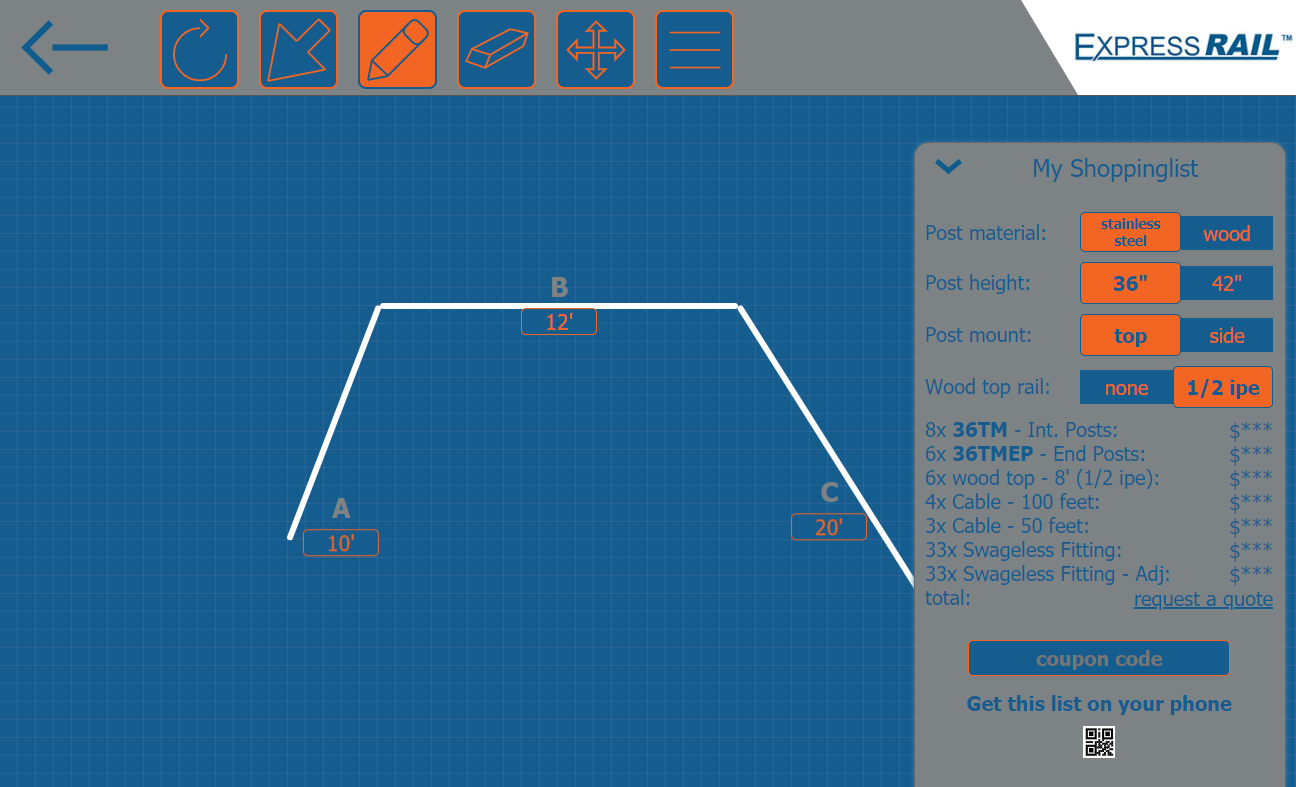 EXPRESS RAIL™
My Shoppinglist
Post material: stainless steel wood
Post height: 36" 42"
Post mount: top side
Wood top rail: none 1/2 ipe
8x 36TM - Int. Posts: $***
6x 36TMEP - End Posts: $***
6x wood top - 8' (1/2 ipe): $***
4x Cable - 100 feet: $***
3x Cable - 50 feet: $***
33x Swageless Fitting: $***
33x Swageless Fitting - Adj: $***
total: request a quote
coupon code
Get this list on your phone
B
12'
A
10'
C
20'